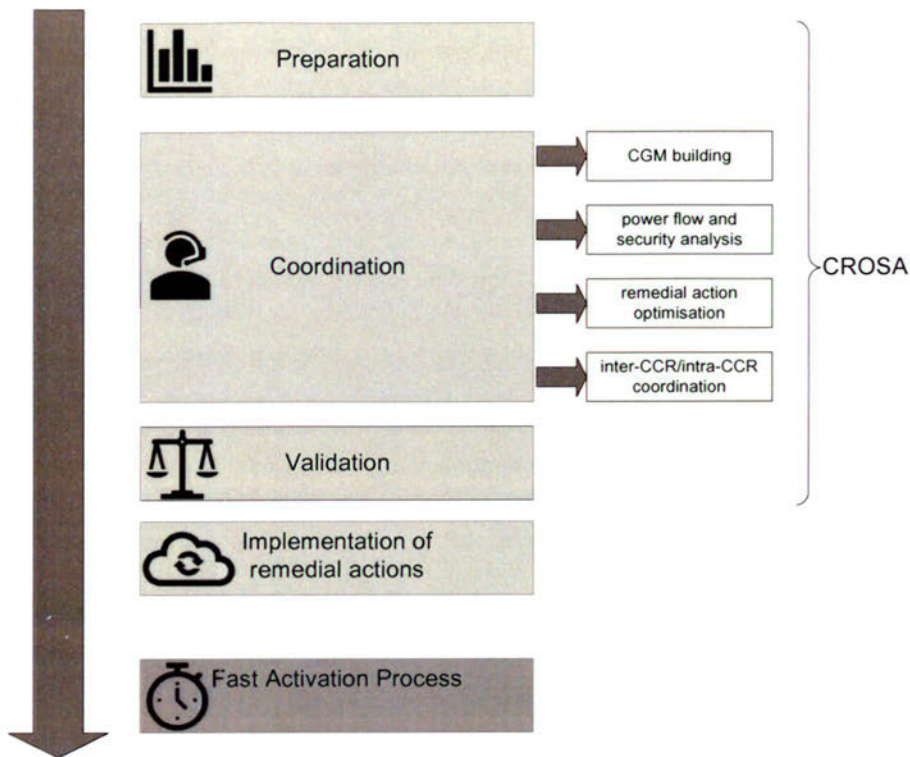 Preparation
Coordination
CGM building
power flow and
security analysis
remedial action
optimisation
inter-CCR/intra-CCR
coordination
CROSA
Validation
Implementation of
remedial actions
Fast Activation Process